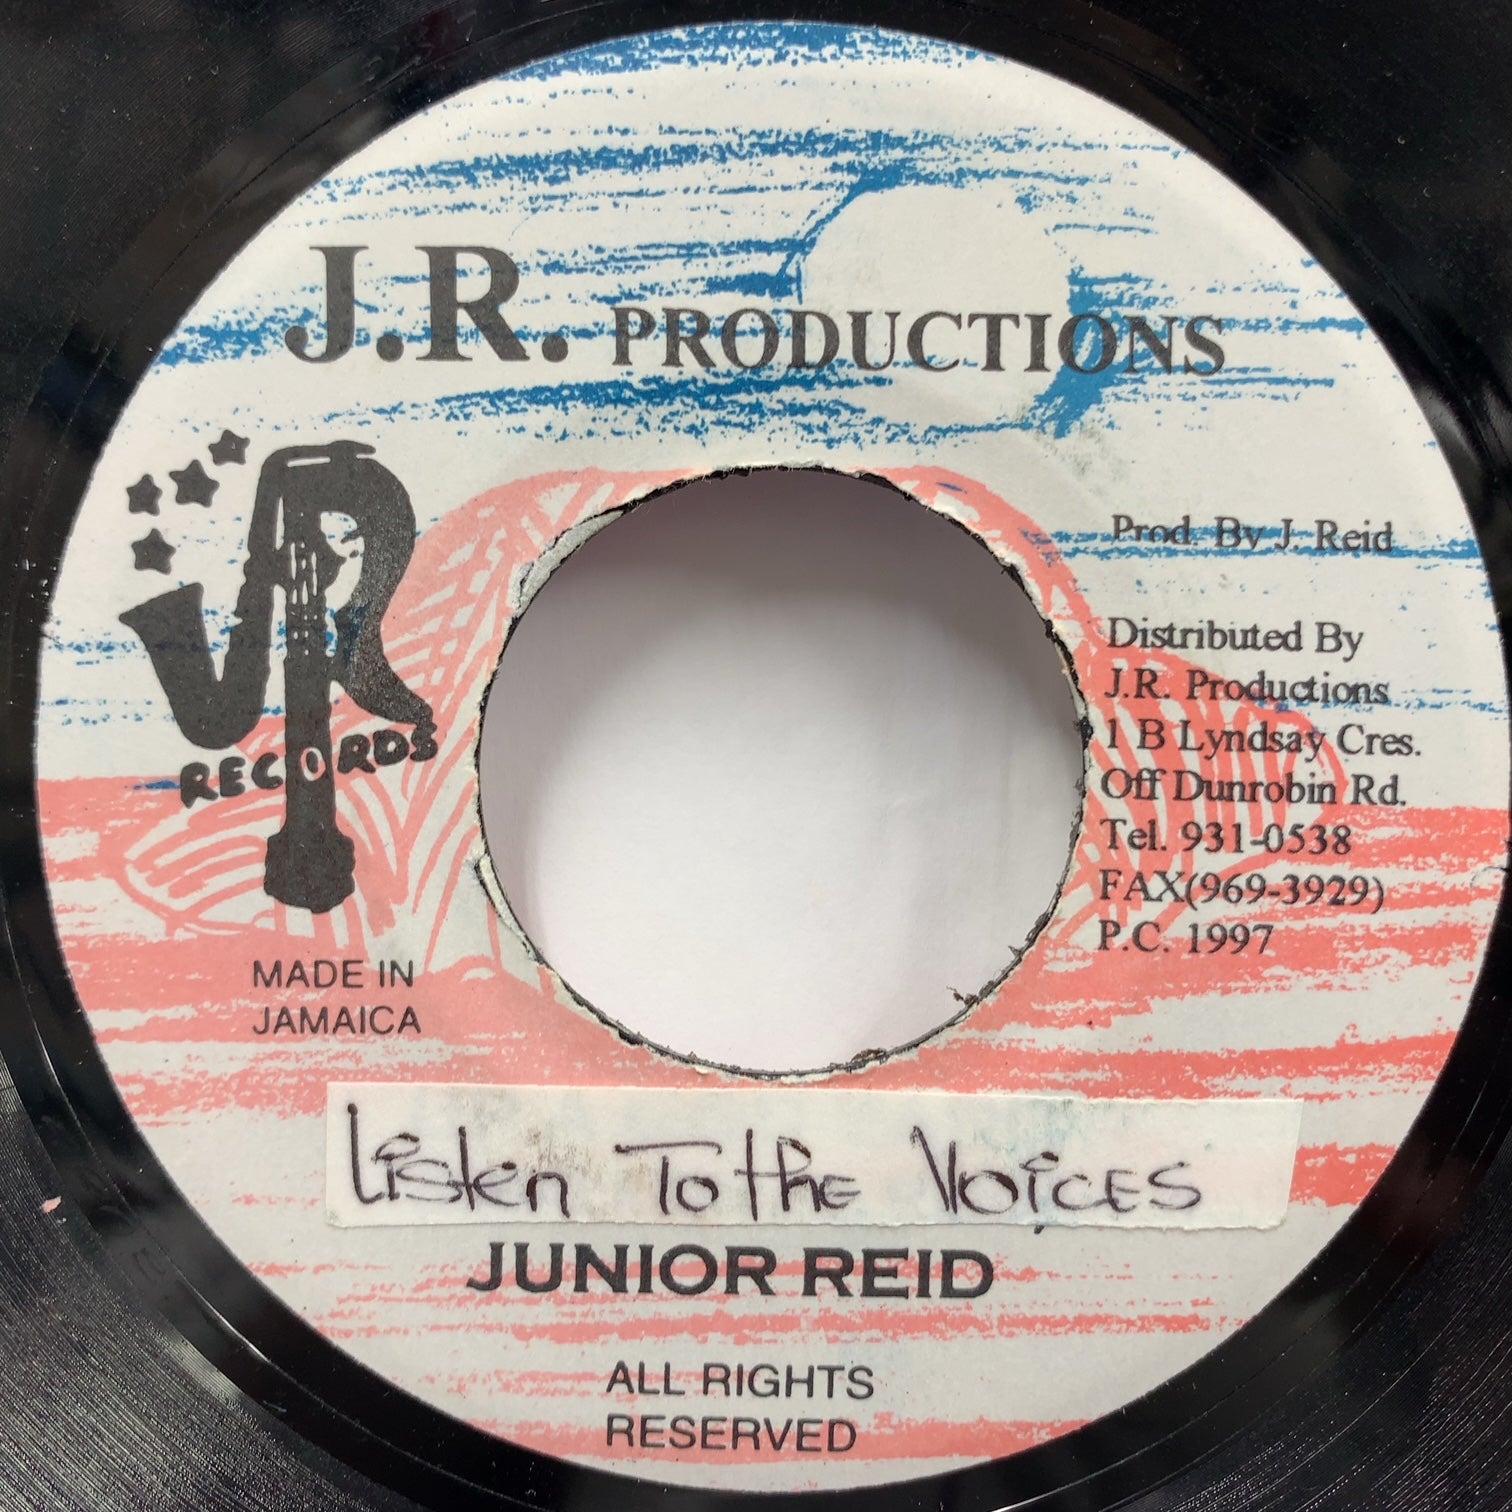 J.R. PRODUCTIONS
JR
RECORDS
Prod. By J. Reid
Distributed By
J.R. Productions
1 B Lyndsay Cres.
Off Dunrobin Rd.
Tel. 931-0538
FAX(969-3929)
P.C. 1997
MADE IN
JAMAICA
Listen To the Voices
JUNIOR REID
ALL RIGHTS
RESERVED